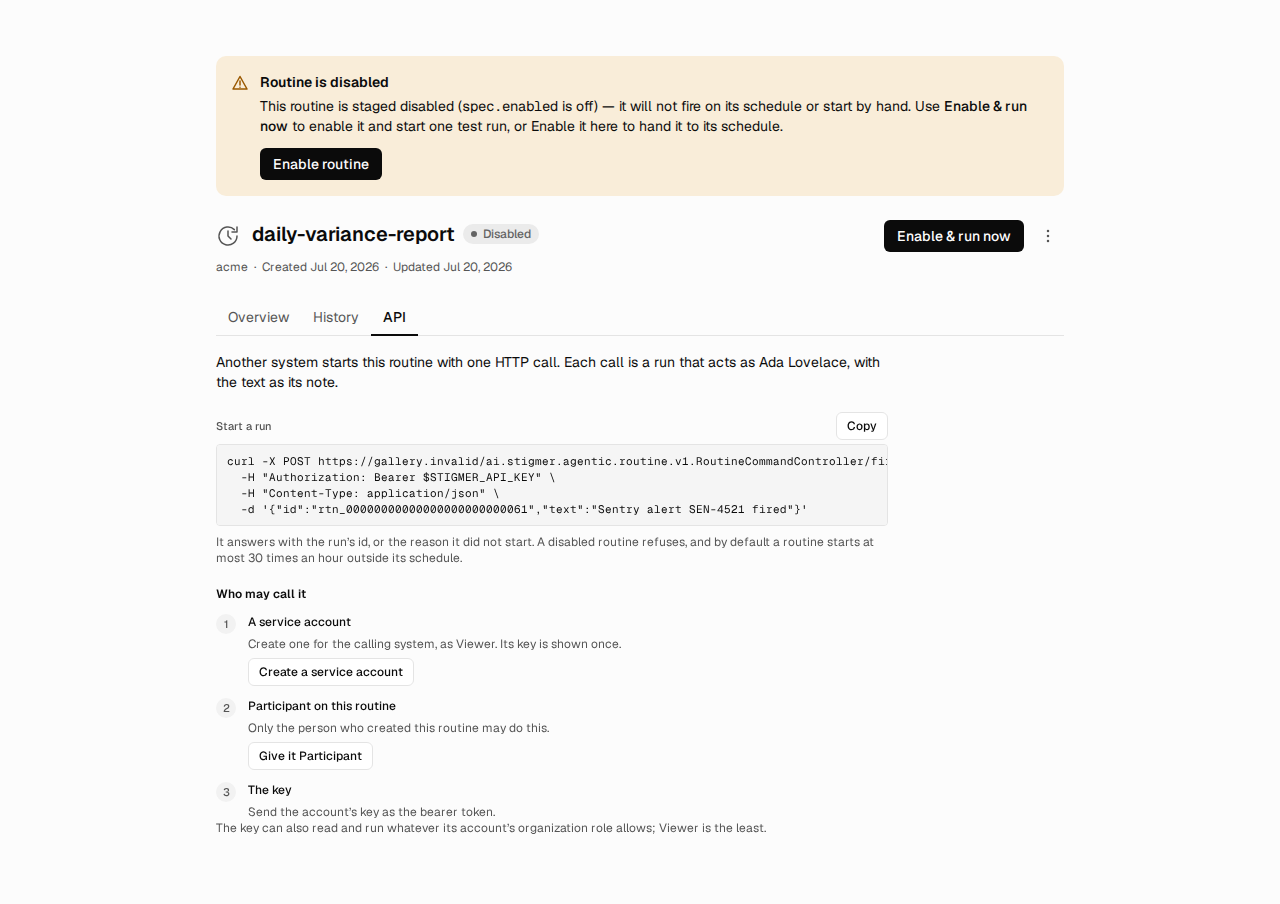 Routine is disabled
This routine is staged disabled (spec.enabled is off) — it will not fire on its schedule or start by hand. Use Enable & run
now to enable it and start one test run, or Enable it here to hand it to its schedule.
Enable routine
daily-variance-report
Disabled
Enable & run now
acme · Created Jul 20, 2026 · Updated Jul 20, 2026
Overview
History
API
Another system starts this routine with one HTTP call. Each call is a run that acts as Ada Lovelace, with
the text as its note.
Start a run
Copy
curl -X POST https://gallery.invalid/ai.stigmer.agentic.routine.v1.RoutineCommandController/fi
-H "Authorization: Bearer $STIGMER_API_KEY" \
-H "Content-Type: application/json" \
-d '{"id":"rtn_00000000000000000000000061","text":"Sentry alert SEN-4521 fired"}'
It answers with the run's id, or the reason it did not start. A disabled routine refuses, and by default a routine starts at
most 30 times an hour outside its schedule.
Who may call it
1
A service account
Create one for the calling system, as Viewer. Its key is shown once.
Create a service account
2
Participant on this routine
Only the person who created this routine may do this.
Give it Participant
3
The key
Send the account's key as the bearer token.
The key can also read and run whatever its account's organization role allows; Viewer is the least.